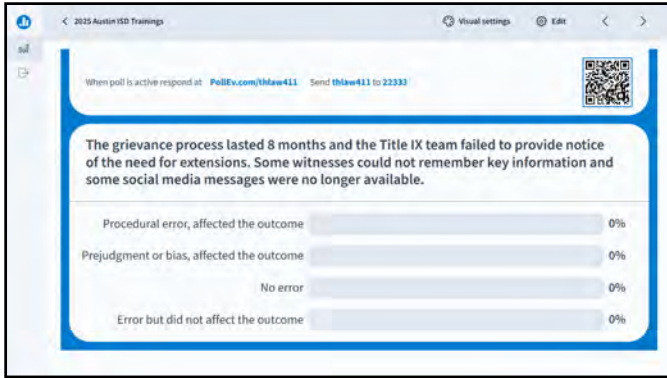 2025 Austin ISD Trainings Visual settings Edit
When poll is active respond at PollEv.com/thlaw411 Send thlaw411 to 22333
The grievance process lasted 8 months and the Title IX team failed to provide notice
of the need for extensions. Some witnesses could not remember key information and
some social media messages were no longer available.
Procedural error, affected the outcome 0%
Prejudgment or bias, affected the outcome 0%
No error 0%
Error but did not affect the outcome 0%